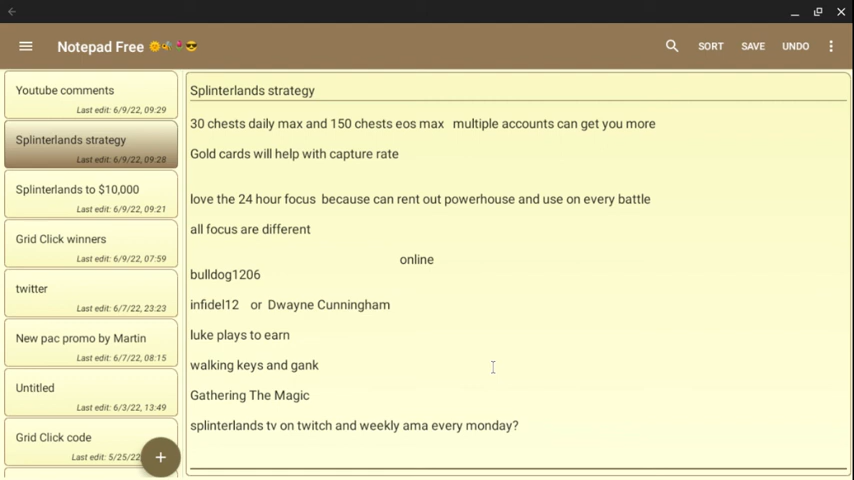 Notepad Free
SORT
SAVE
UNDO
Youtube comments
Last edit: 6/9/22, 09:29
Splinterlands strategy
Last edit: 6/9/22, 09:28
Splinterlands to $10,000
Last edit: 6/9/22, 09:21
Grid Click winners
Last edit: 6/9/22, 07:59
twitter
Last edit: 6/7/22, 23:23
New pac promo by Martin
Last edit: 6/7/22, 08:15
Untitled
Last edit: 6/3/22, 13:49
Grid Click code
Last edit: 5/25/22
+
Splinterlands strategy
30 chests daily max and 150 chests eos max   multiple accounts can get you more
Gold cards will help with capture rate
love the 24 hour focus  because can rent out powerhouse and use on every battle
all focus are different
online
bulldog1206
infidel12   or  Dwayne Cunningham
luke plays to earn
walking keys and gank
Gathering The Magic
splinterlands tv on twitch and weekly ama every monday?